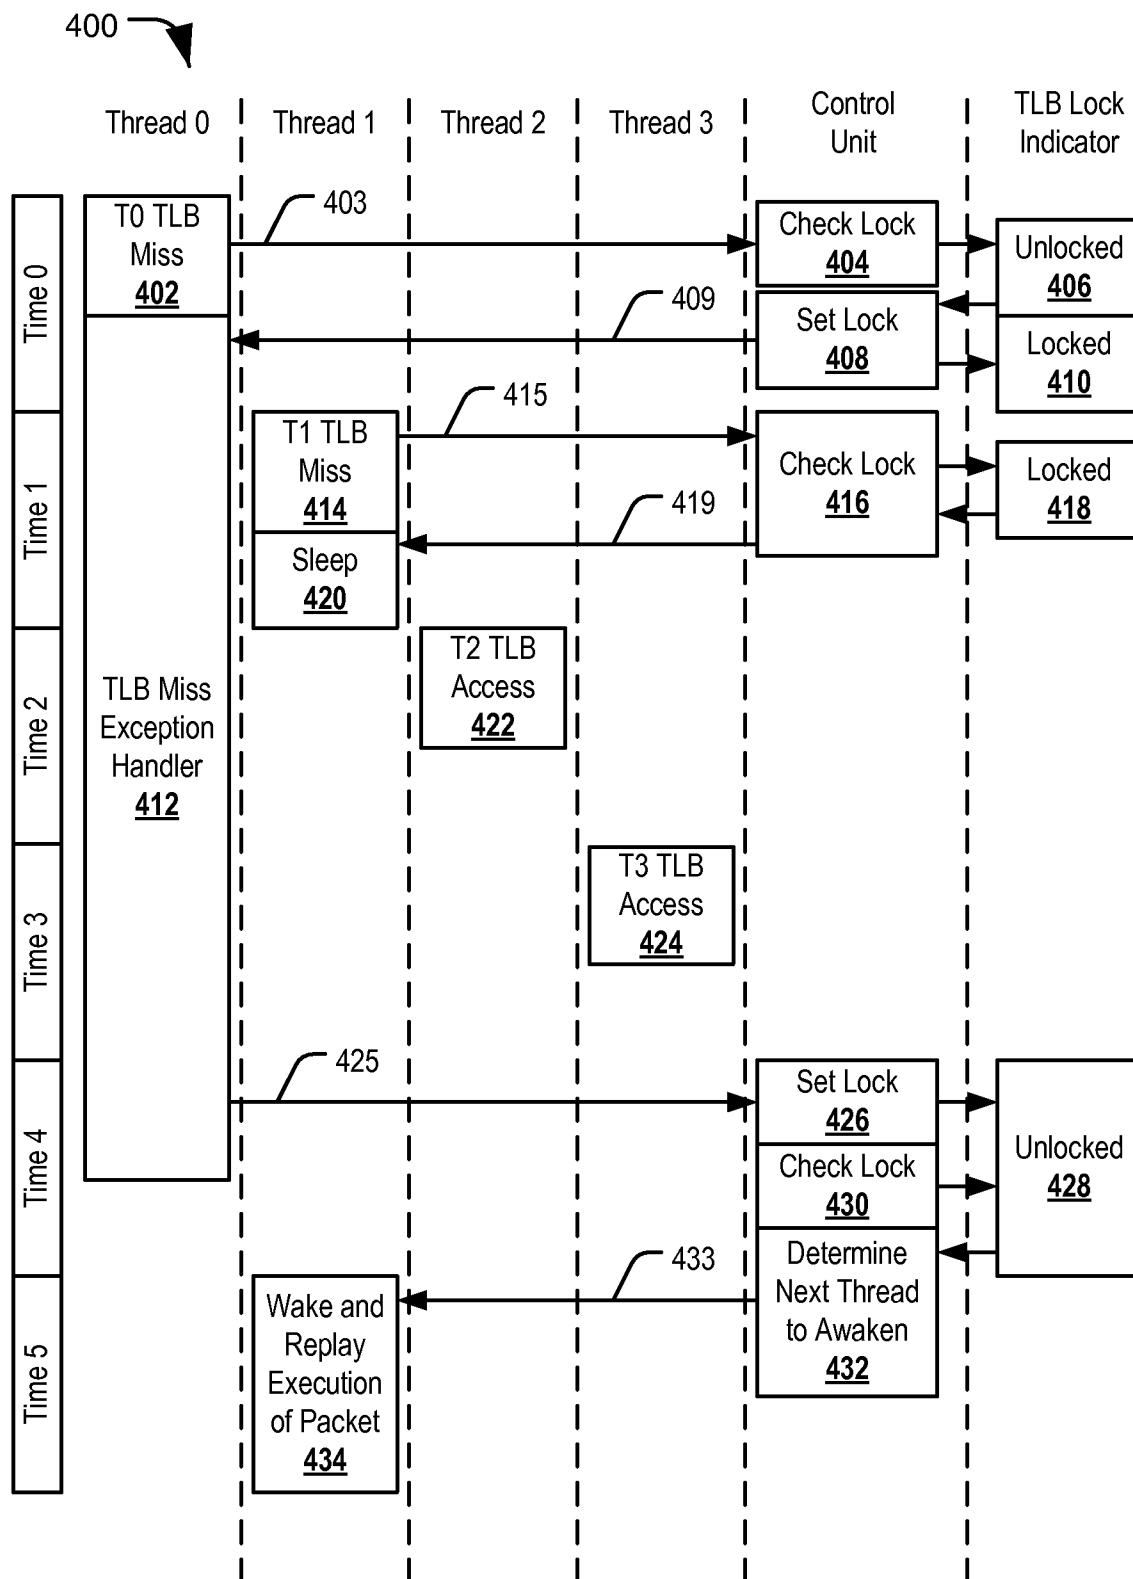 400
Thread 0
Thread 1
Thread 2
Thread 3
Control
Unit
TLB Lock
Indicator
Time 0
T0 TLB
Miss
402
403
Check Lock
404
Unlocked
406
409
Set Lock
408
Locked
410
Time 1
T1 TLB
Miss
414
415
Check Lock
416
Locked
418
419
Sleep
420
Time 2
TLB Miss
Exception
Handler
412
T2 TLB
Access
422
Time 3
T3 TLB
Access
424
Time 4
425
Set Lock
426
Unlocked
428
Check Lock
430
Determine
Next Thread
to Awaken
432
433
Time 5
Wake and
Replay
Execution
of Packet
434